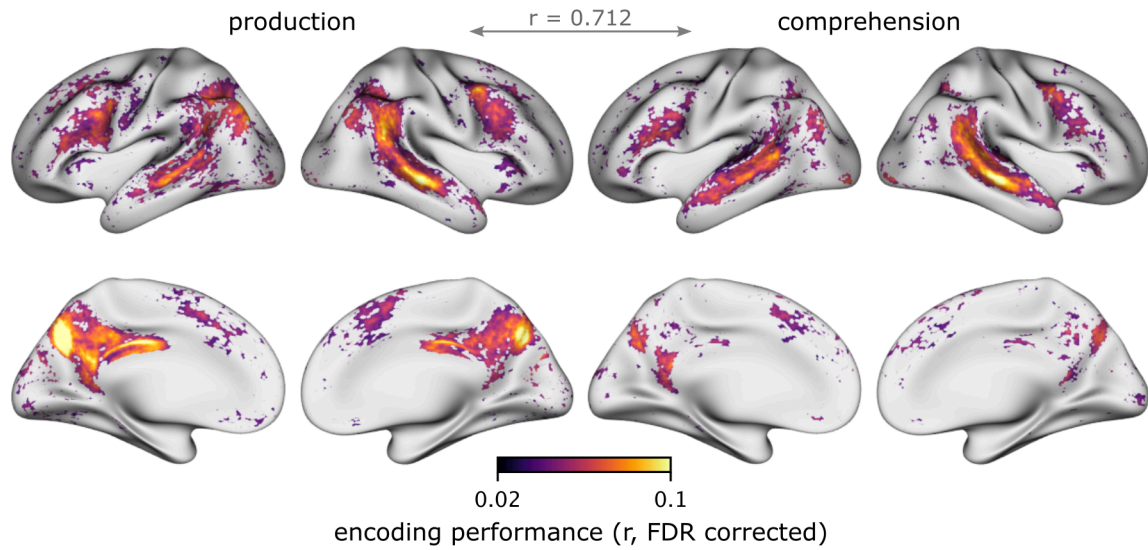 production
r = 0.712
comprehension
0.02
0.1
encoding performance (r, FDR corrected)